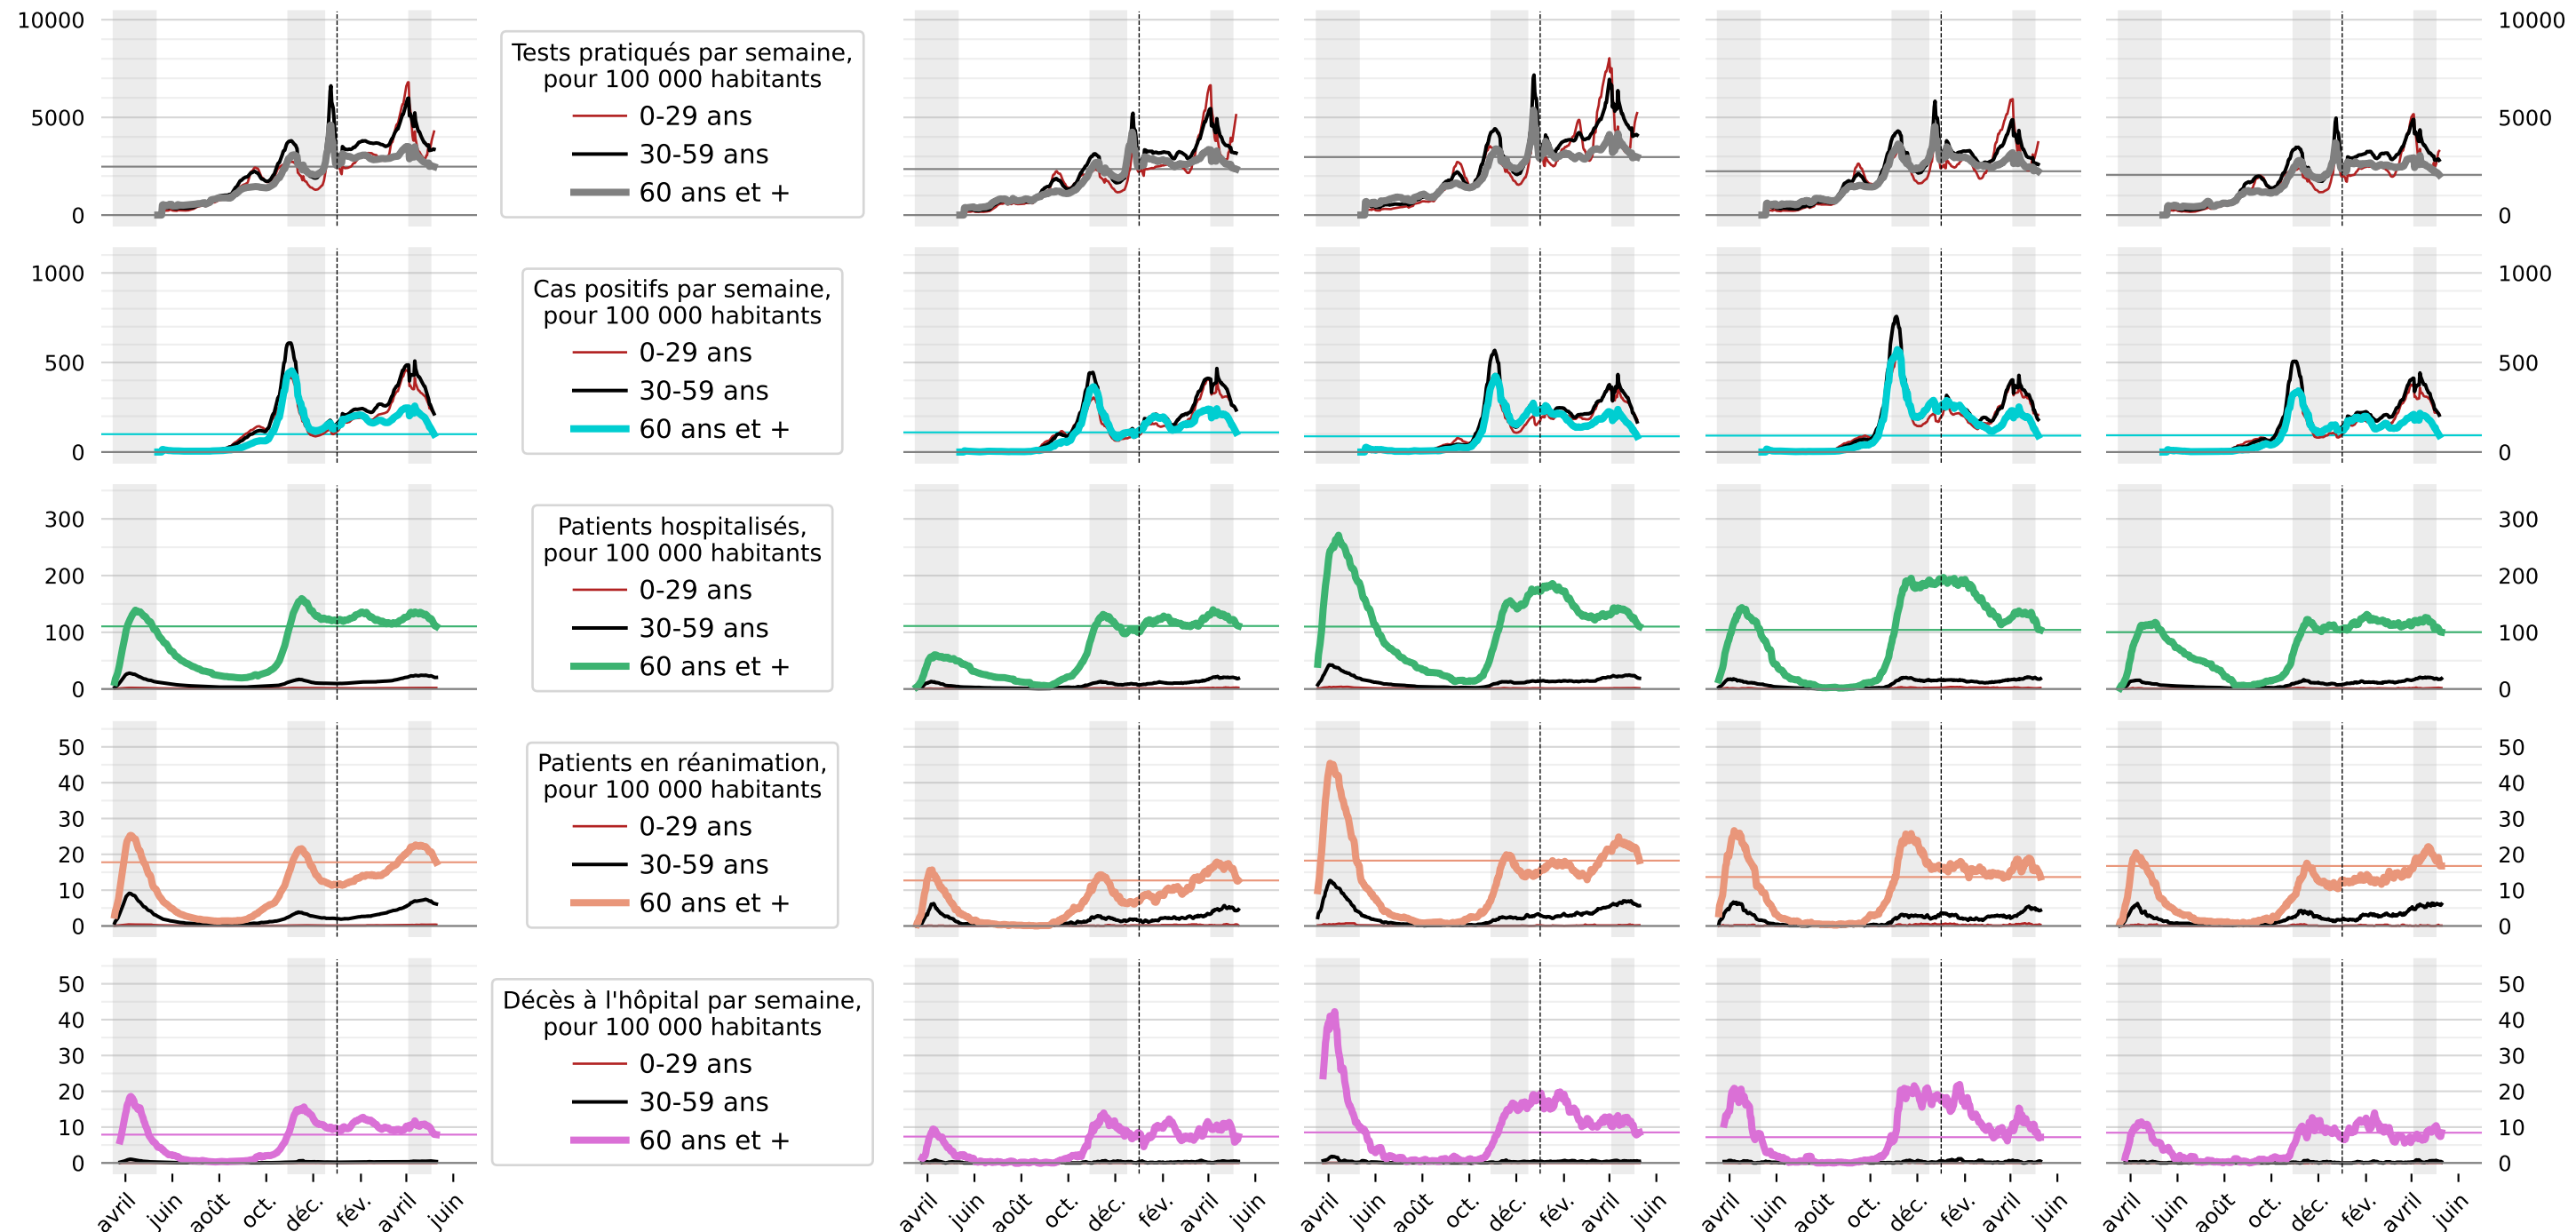 10000
5000
0
Tests pratiqués par semaine,
pour 100 000 habitants
0-29 ans
30-59 ans
60 ans et +
10000
5000
0
1000
500
0
Cas positifs par semaine,
pour 100 000 habitants
0-29 ans
30-59 ans
60 ans et +
1000
500
0
300
200
100
0
Patients hospitalisés,
pour 100 000 habitants
0-29 ans
30-59 ans
60 ans et +
300
200
100
0
50
40
30
20
10
0
Patients en réanimation,
pour 100 000 habitants
0-29 ans
30-59 ans
60 ans et +
50
40
30
20
10
0
50
40
30
20
10
0
Décès à l'hôpital par semaine,
pour 100 000 habitants
0-29 ans
30-59 ans
60 ans et +
50
40
30
20
10
0
avril juin août oct. déc. fév. avril juin
avril juin août oct. déc. fév. avril juin
avril juin août oct. déc. fév. avril juin
avril juin août oct. déc. fév. avril juin
avril juin août oct. déc. fév. avril juin